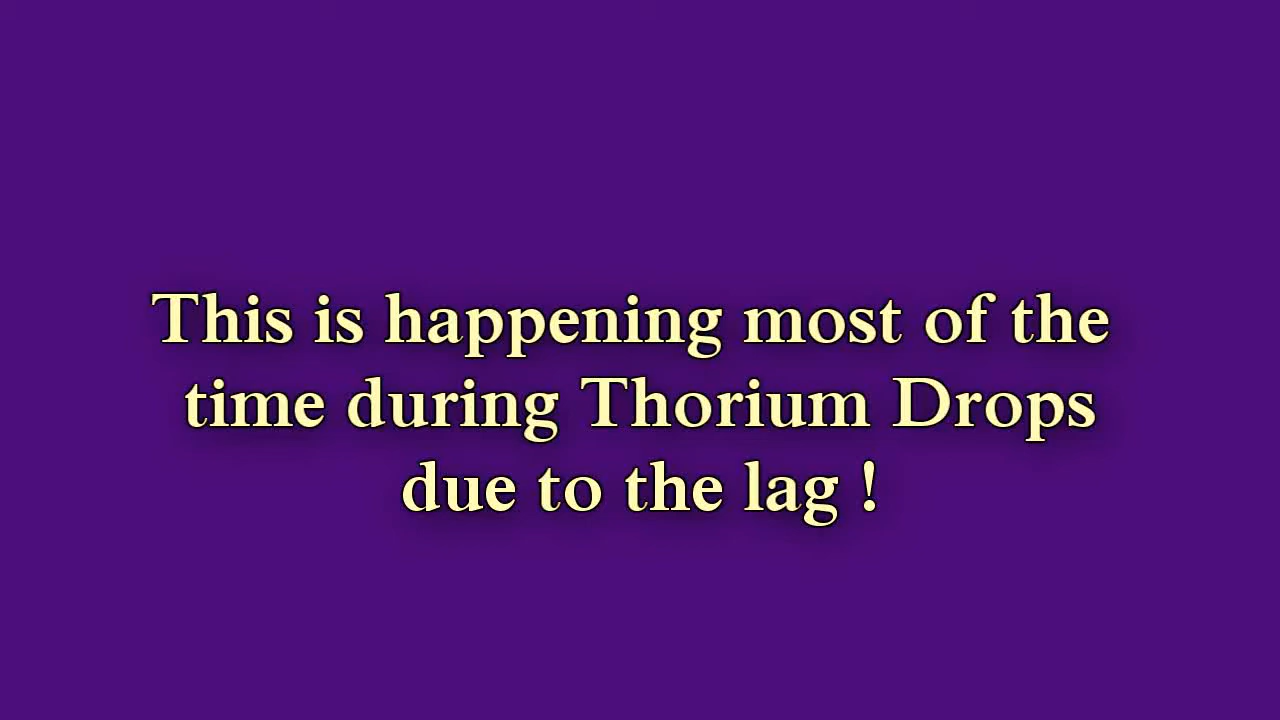 This is happening most of the
time during Thorium Drops
due to the lag !